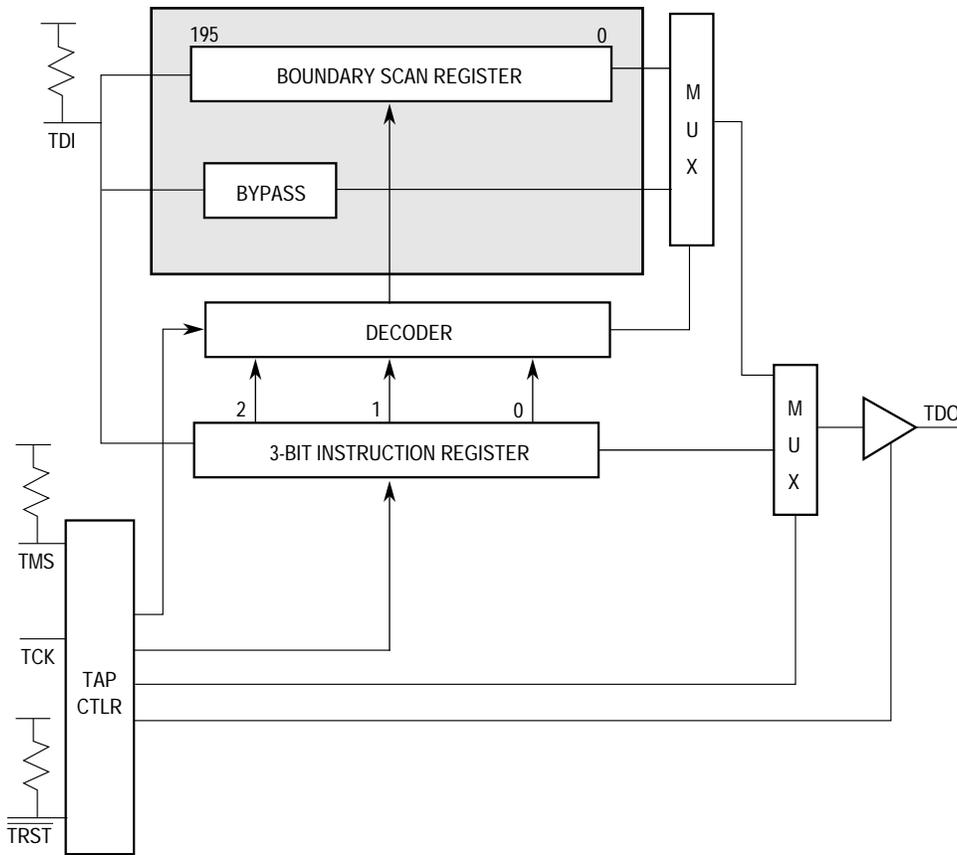 195
0
BOUNDARY SCAN REGISTER
M
U
X
TDI
BYPASS
DECODER
2
1
0
3-BIT INSTRUCTION REGISTER
M
U
X
TDO
TMS
TCK
TAP
CTLR
TRST